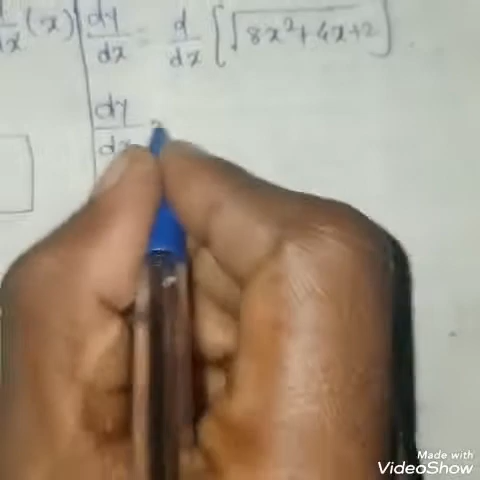 d/dx (x) dy/dx = d/dx [√8x²+4x+2]
dy/dx =
Made with
VideoShow